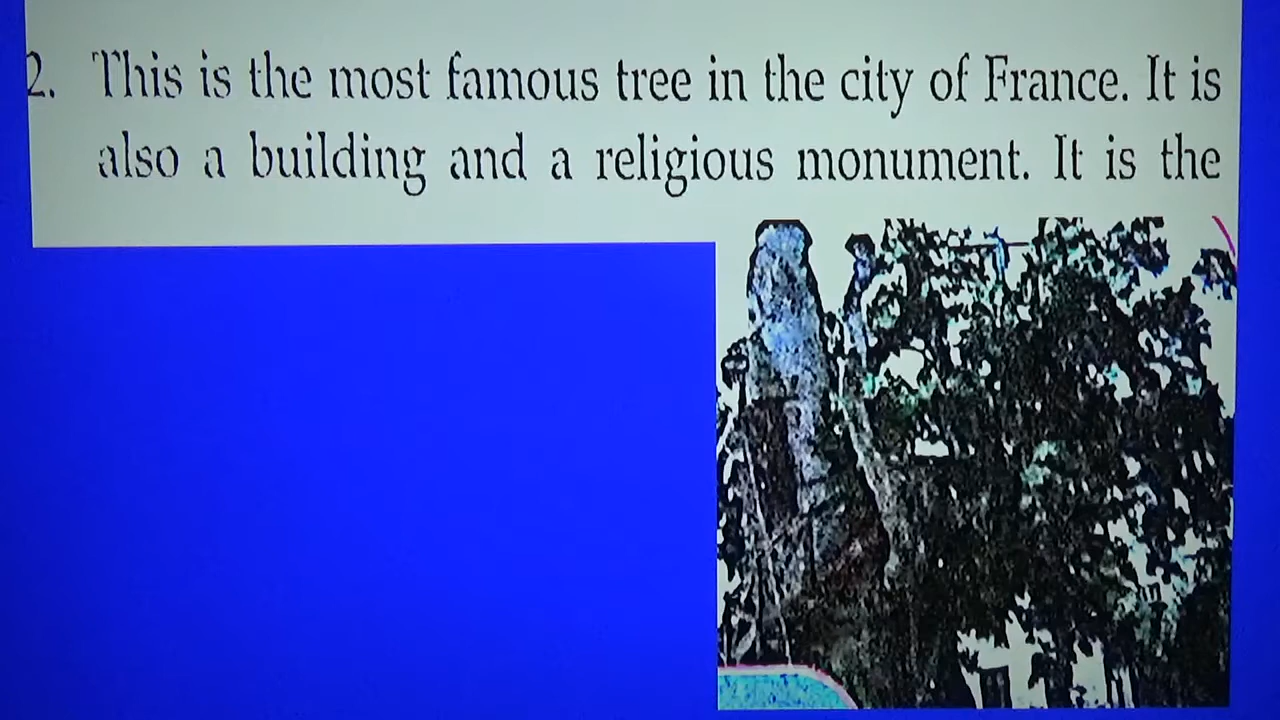 2. This is the most famous tree in the city of France. It is
also a building and a religious monument. It is the